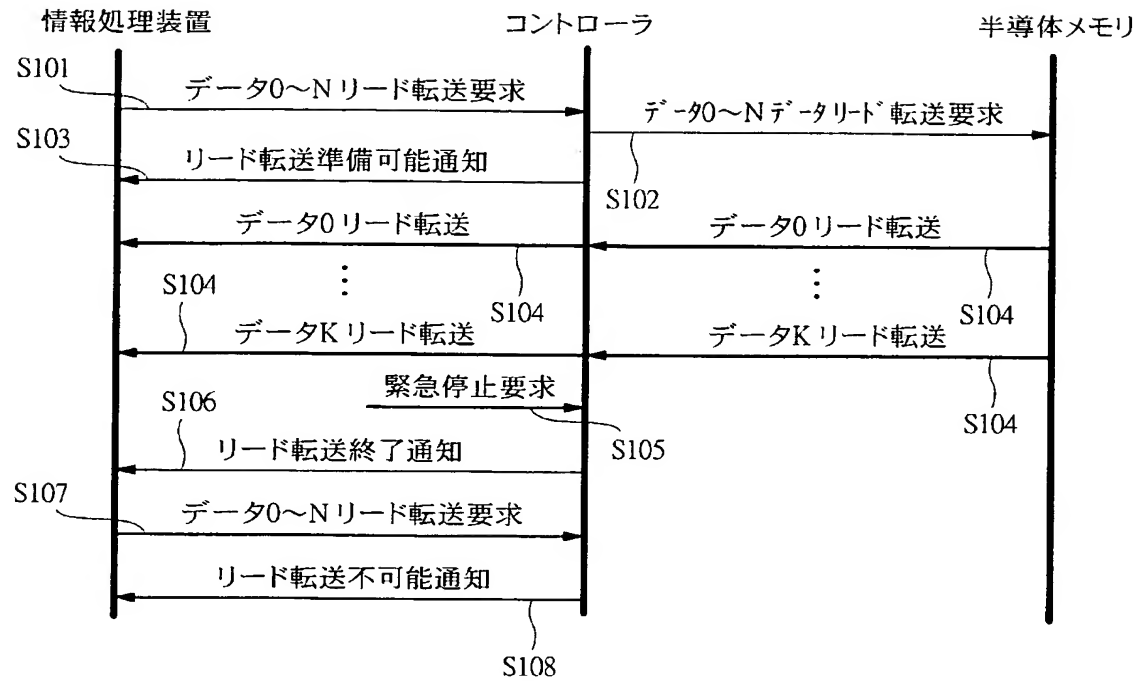 情報処理装置
コントローラ
半導体メモリ
S101
データ0～Nリード転送要求
データ0～Nデータリード転送要求
S103
リード転送準備可能通知
S102
データ0リード転送
データ0リード転送
S104
S104
S104
データKリード転送
データKリード転送
緊急停止要求
S106
S104
リード転送終了通知
S105
S107
データ0～Nリード転送要求
リード転送不可能通知
S108